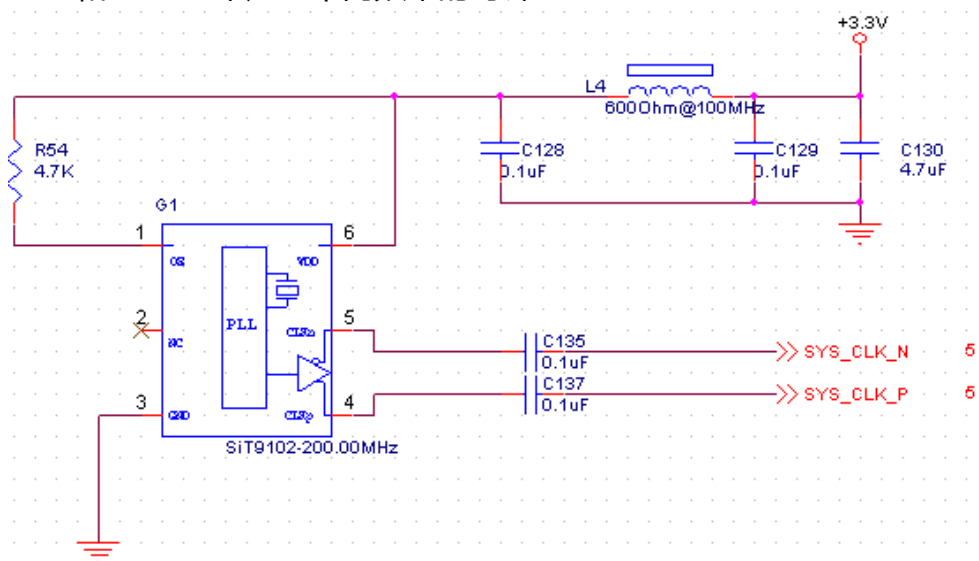 +3.3V
L4
600Ohm@100MHz
R54
4.7K
C128
0.1uF
C129
0.1uF
C130
4.7uF
G1
1
6
OE
VDD
2
5
PLL
CLKn
NC
C135
0.1uF
SYS_CLK_N
5
C137
0.1uF
SYS_CLK_P
5
3
4
GND
CLKp
SiT9102-200.00MHz